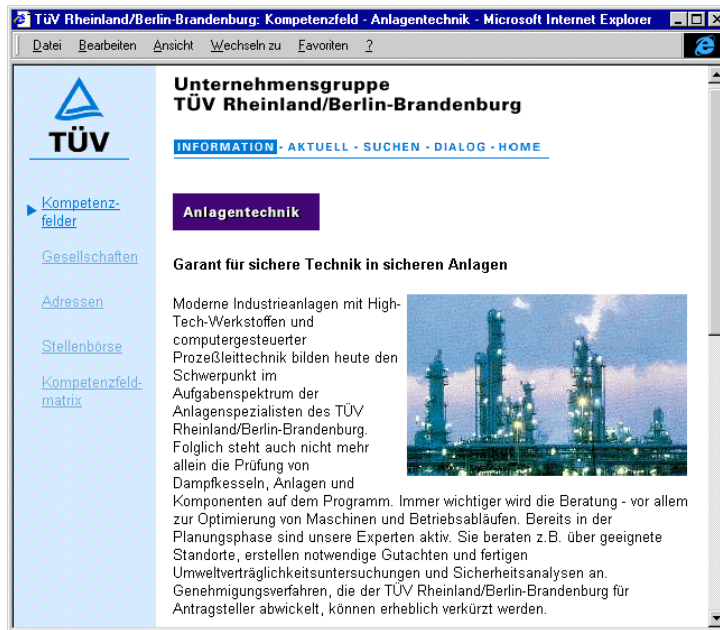 TüV Rheinland/Berlin-Brandenburg: Kompetenzfeld - Anlagentechnik - Microsoft Internet Explorer
Datei Bearbeiten Ansicht Wechseln zu Favoriten ?
TÜV
Kompetenz-
felder
Gesellschaften
Adressen
Stellenbörse
Kompetenzfeld-
matrix
Unternehmensgruppe
TÜV Rheinland/Berlin-Brandenburg
INFORMATION - AKTUELL - SUCHEN - DIALOG - HOME
Anlagentechnik
Garant für sichere Technik in sicheren Anlagen
Moderne Industrieanlagen mit High-
Tech-Werkstoffen und
computergesteuerter
Prozeßleittechnik bilden heute den
Schwerpunkt im
Aufgabenspektrum der
Anlagenspezialisten des TÜV
Rheinland/Berlin-Brandenburg.
Folglich steht auch nicht mehr
allein die Prüfung von
Dampfkesseln, Anlagen und
Komponenten auf dem Programm. Immer wichtiger wird die Beratung - vor allem
zur Optimierung von Maschinen und Betriebsabläufen. Bereits in der
Planungsphase sind unsere Experten aktiv. Sie beraten z.B. über geeignete
Standorte, erstellen notwendige Gutachten und fertigen
Umweltverträglichkeitsuntersuchungen und Sicherheitsanalysen an.
Genehmigungsverfahren, die der TÜV Rheinland/Berlin-Brandenburg für
Antragsteller abwickelt, können erheblich verkürzt werden.